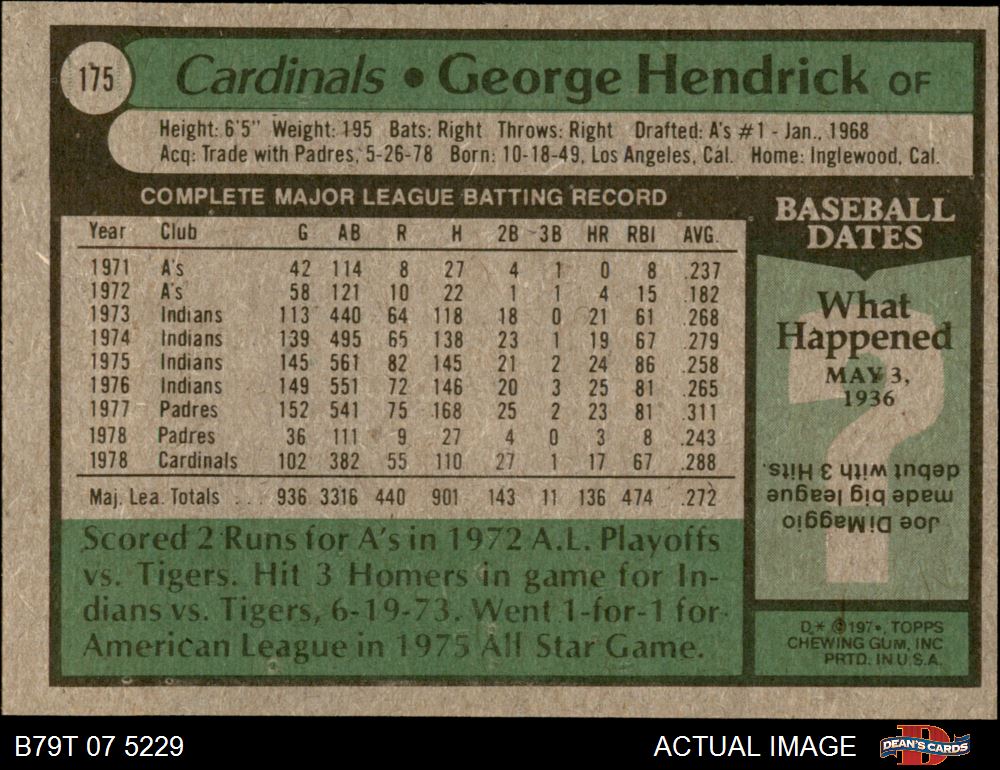 175
Cardinals • George Hendrick OF
Height: 6'5" Weight: 195 Bats: Right Throws: Right Drafted: A's #1 - Jan., 1968
Acq: Trade with Padres, 5-26-78 Born: 10-18-49, Los Angeles, Cal. Home: Inglewood, Cal.
COMPLETE MAJOR LEAGUE BATTING RECORD
Year Club G AB R H 2B 3B HR RBI AVG.
1971 A's 42 114 8 27 4 1 0 8 .237
1972 A's 58 121 10 22 1 1 4 15 .182
1973 Indians 113 440 64 118 18 0 21 61 .268
1974 Indians 139 495 65 138 23 1 19 67 .279
1975 Indians 145 561 82 145 21 2 24 86 .258
1976 Indians 149 551 72 146 20 3 25 81 .265
1977 Padres 152 541 75 168 25 2 23 81 .311
1978 Padres 36 111 9 27 4 0 3 8 .243
1978 Cardinals 102 382 55 110 27 1 17 67 .288
Maj. Lea. Totals . . . 936 3316 440 901 143 11 136 474 .272
Scored 2 Runs for A's in 1972 A.L. Playoffs
vs. Tigers. Hit 3 Homers in game for In-
dians vs. Tigers, 6-19-73. Went 1-for-1 for
American League in 1975 All Star Game.
BASEBALL
DATES
What
Happened
MAY 3,
1936
?
Joe DiMaggio
made big league
debut with 3 Hits.
D* © 197•, TOPPS
CHEWING GUM, INC
PRTD. IN U.S.A.
B79T 07 5229
ACTUAL IMAGE
D
DEAN'S CARDS